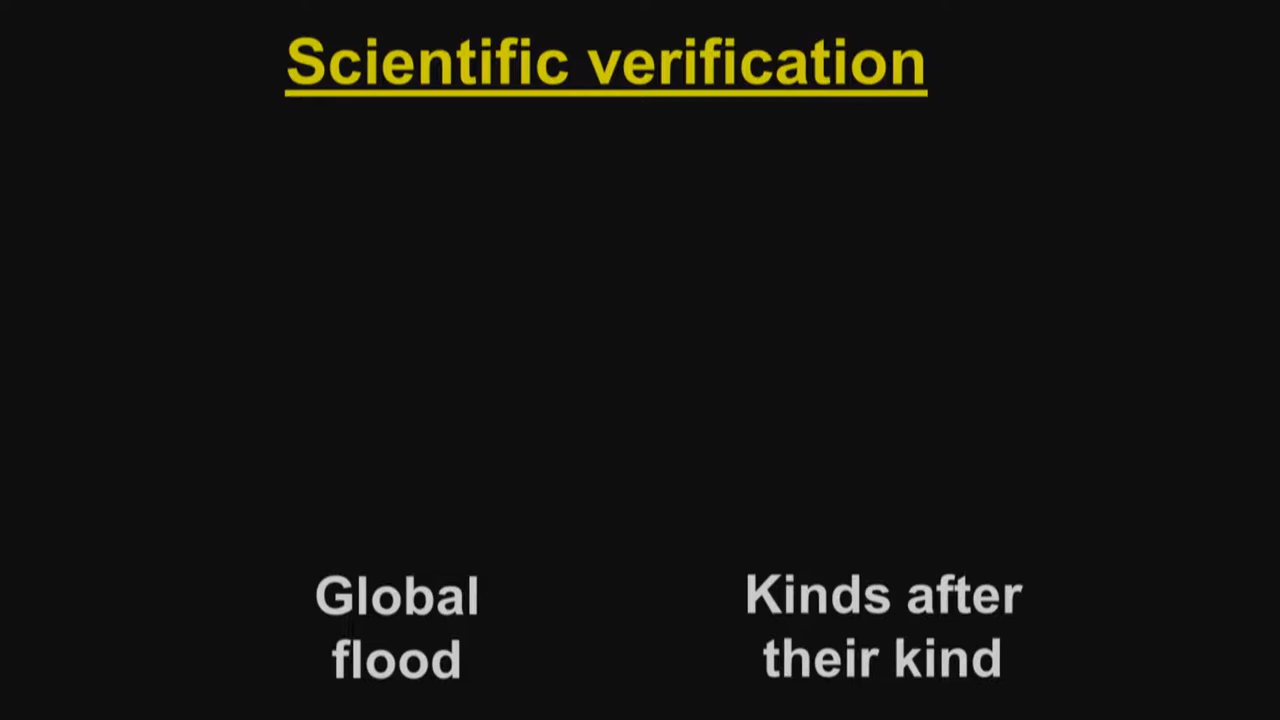 Scientific verification
Global
flood
Kinds after
their kind